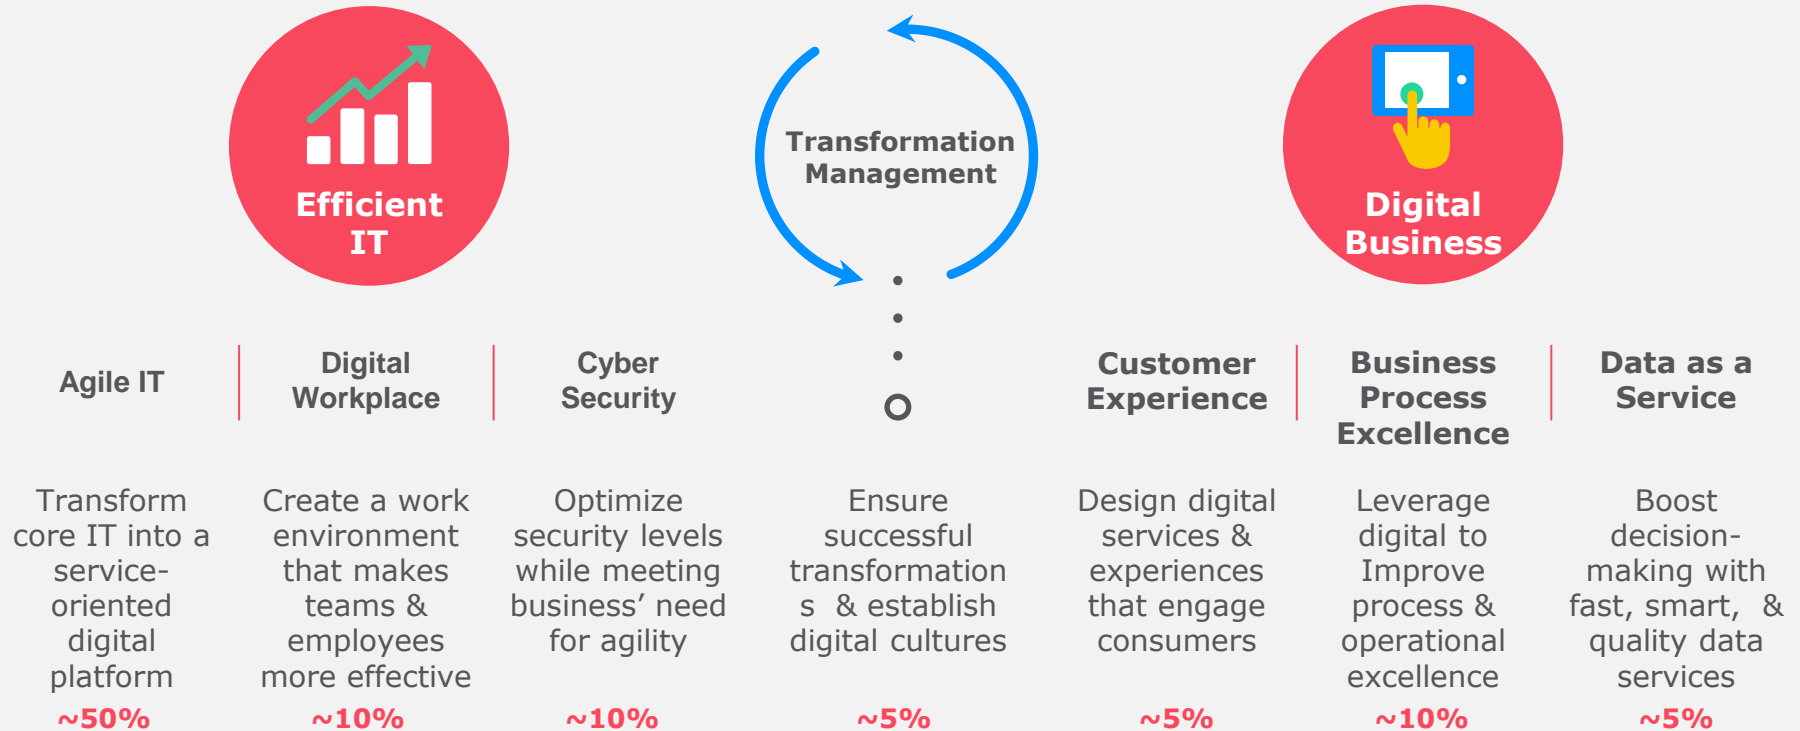 Efficient
IT
Transformation
Management
Digital
Business
Agile IT
Digital
Workplace
Cyber
Security
Customer
Experience
Business
Process
Excellence
Data as a
Service
Transform
core IT into a
service-
oriented
digital
platform
~50%
Create a work
environment
that makes
teams &
employees
more effective
~10%
Optimize
security levels
while meeting
business’ need
for agility
~10%
Ensure
successful
transformation
s  & establish
digital cultures
~5%
Design digital
services &
experiences
that engage
consumers
~5%
Leverage
digital to
Improve
process &
operational
excellence
~10%
Boost
decision-
making with
fast, smart,  &
quality data
services
~5%